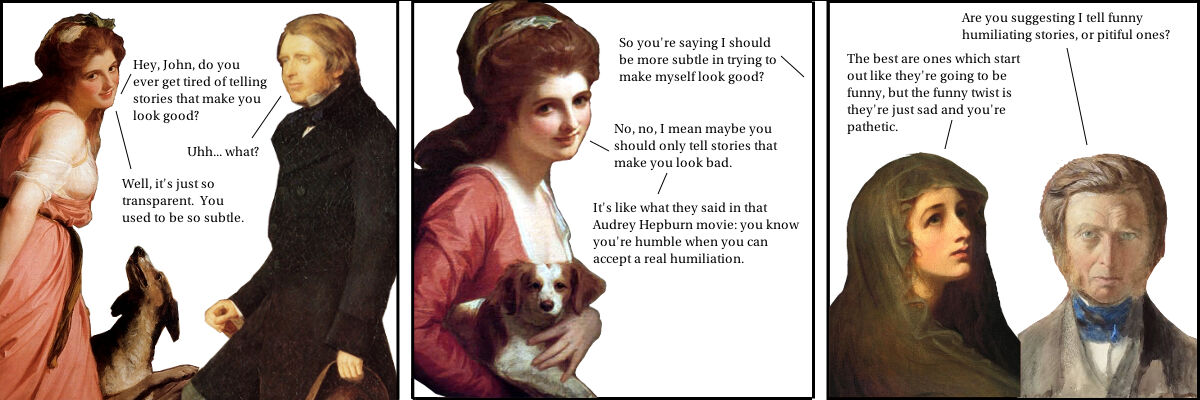 Hey, John, do you
ever get tired of telling
stories that make you
look good?
Uhh... what?
Well, it's just so
transparent. You
used to be so subtle.
So you're saying I should
be more subtle in trying to
make myself look good?
No, no, I mean maybe you
should only tell stories that
make you look bad.
It's like what they said in that
Audrey Hepburn movie: you know
you're humble when you can
accept a real humiliation.
Are you suggesting I tell funny
humiliating stories, or pitiful ones?
The best are ones which start
out like they're going to be
funny, but the funny twist is
they're just sad and you're
pathetic.